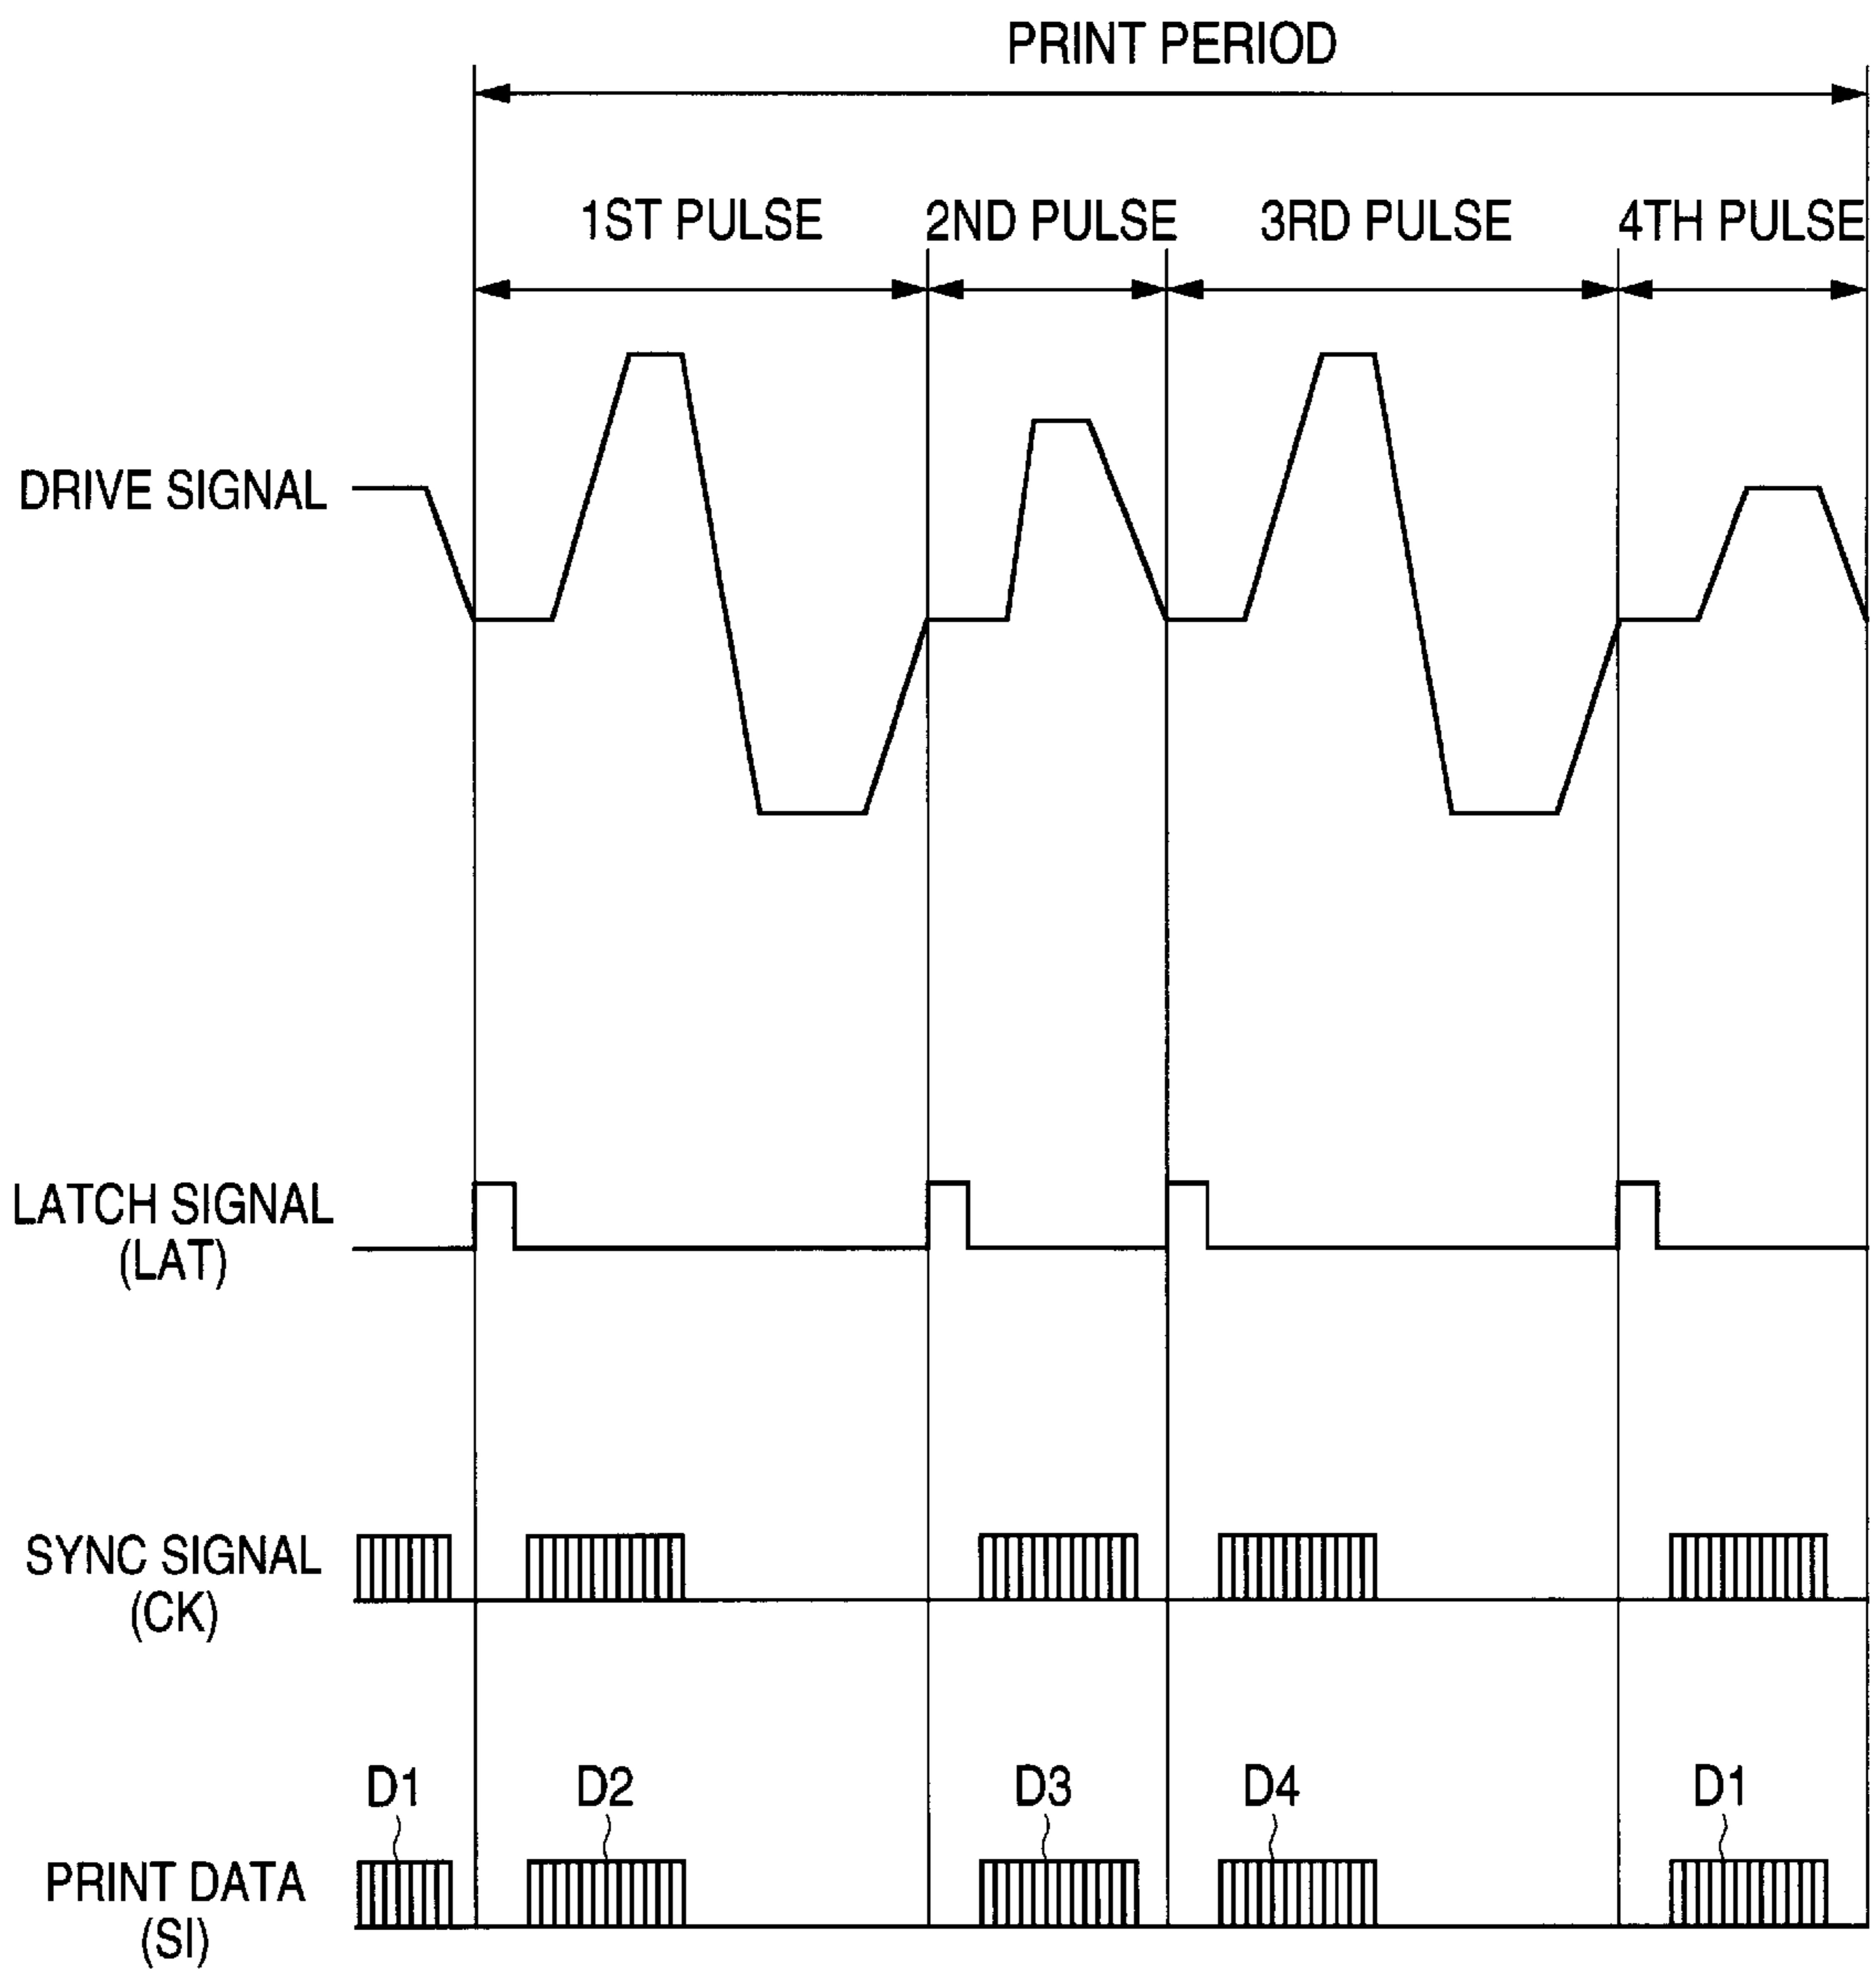 PRINT PERIOD
1ST PULSE 2ND PULSE 3RD PULSE 4TH PULSE
DRIVE SIGNAL
LATCH SIGNAL
(LAT)
SYNC SIGNAL
(CK)
D1 D2 D3 D4 D1
PRINT DATA
(SI)